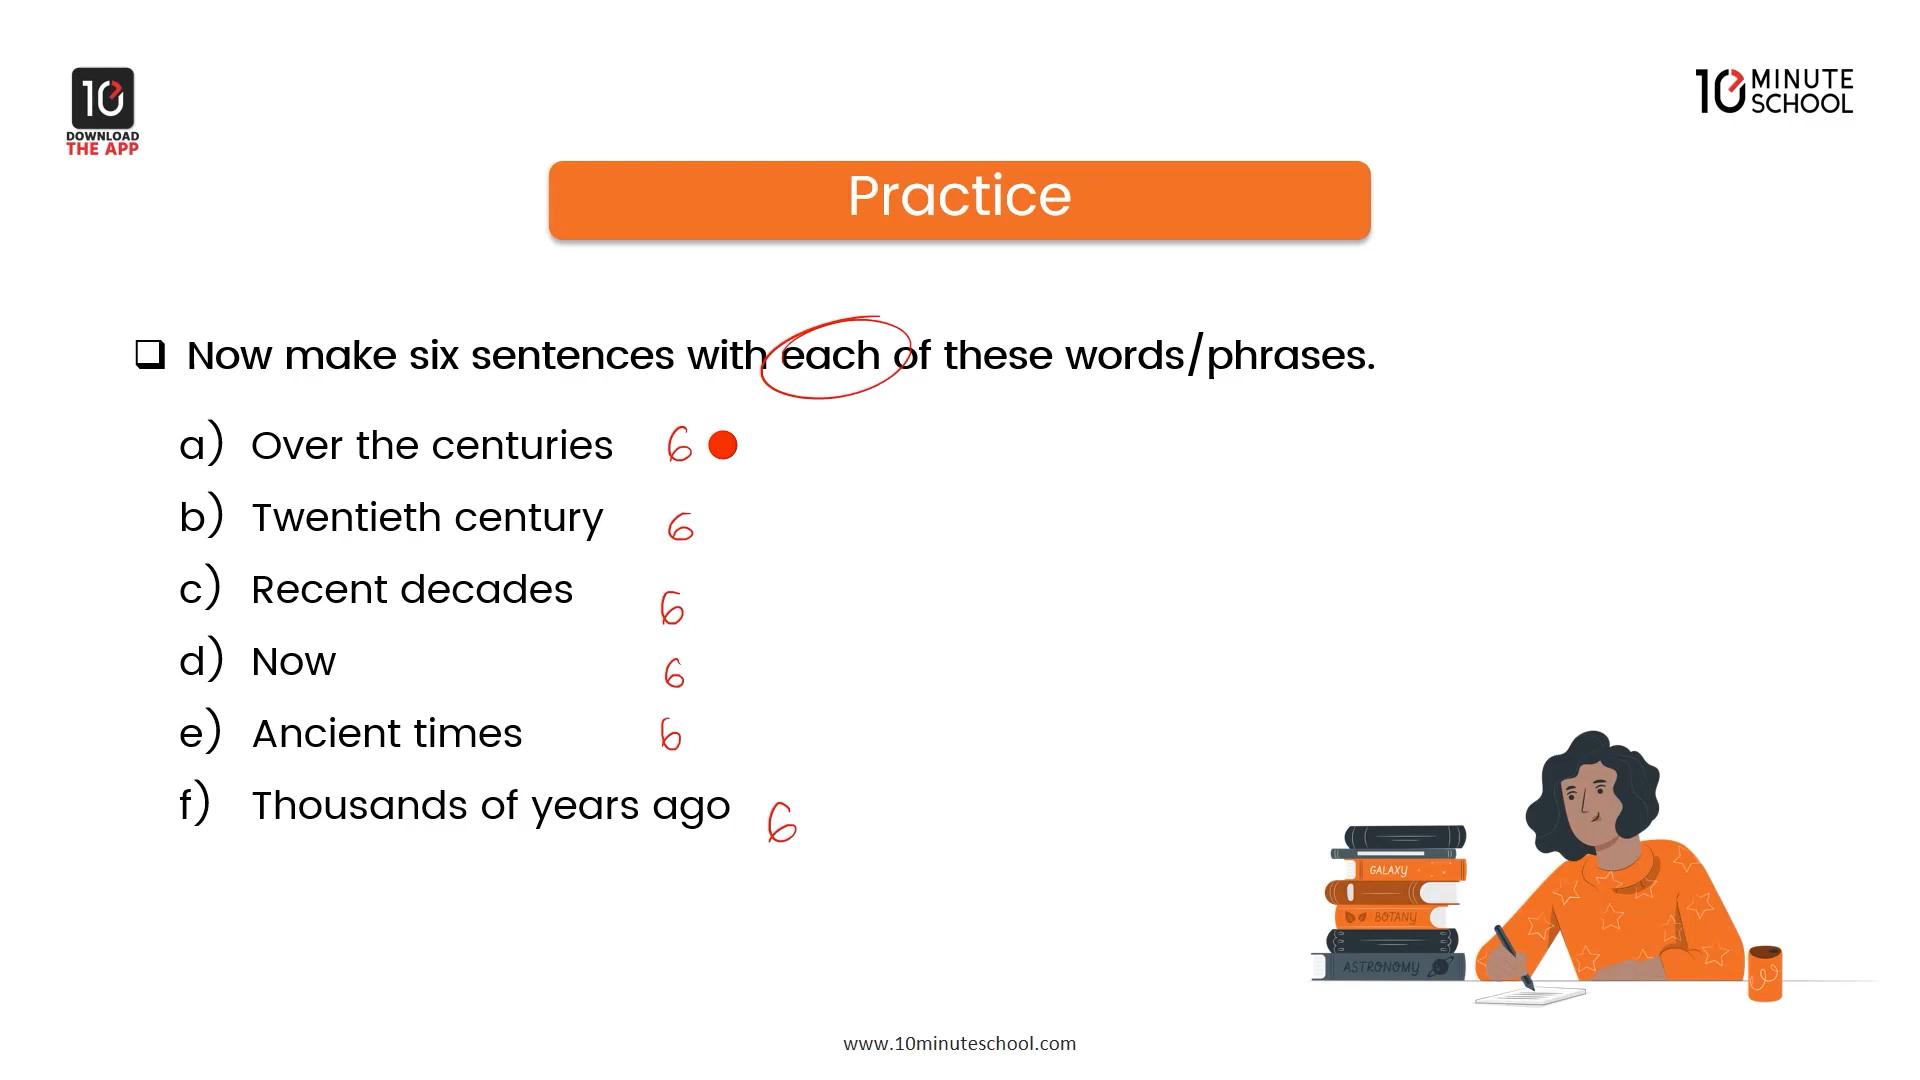 10
DOWNLOAD
THE APP
10 MINUTE
SCHOOL
Practice
Now make six sentences with each of these words/phrases.
a) Over the centuries 6
b) Twentieth century 6
c) Recent decades 6
d) Now 6
e) Ancient times 6
f) Thousands of years ago 6
GALAXY
BOTANY
ASTRONOMY
www.10minuteschool.com